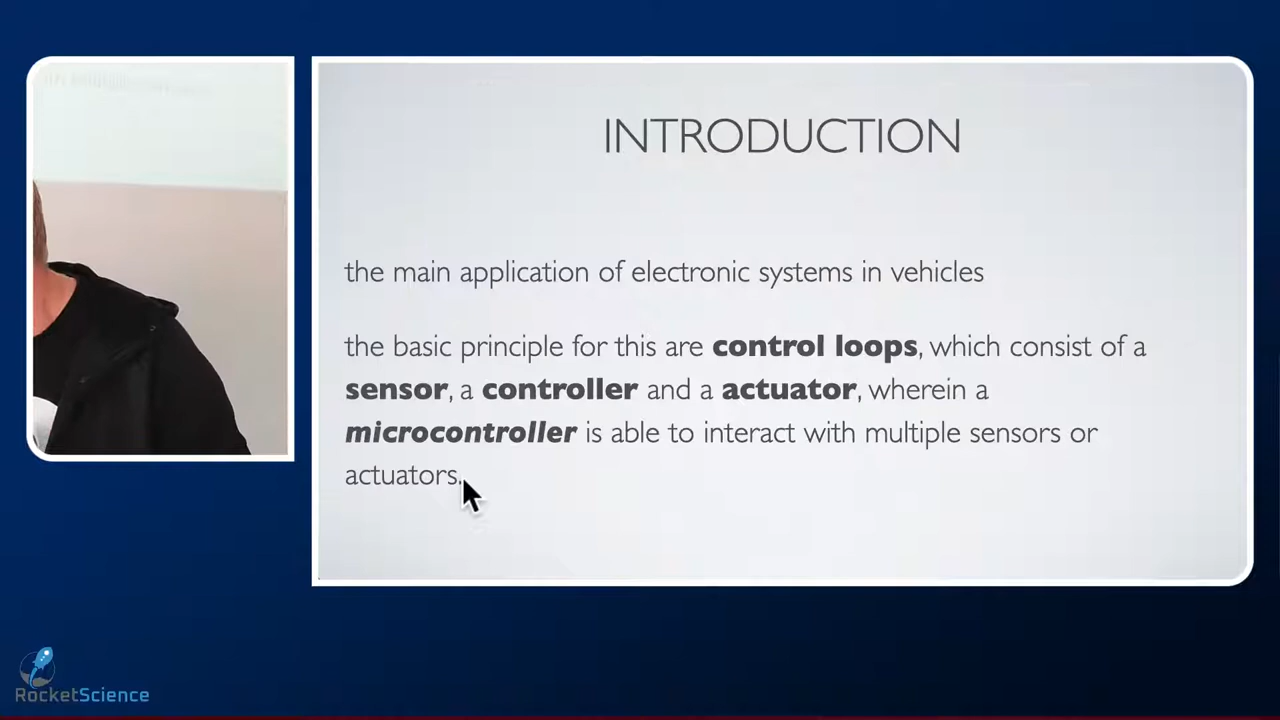 INTRODUCTION
the main application of electronic systems in vehicles
the basic principle for this are control loops, which consist of a
sensor, a controller and a actuator, wherein a
microcontroller is able to interact with multiple sensors or
actuators.
RocketScience